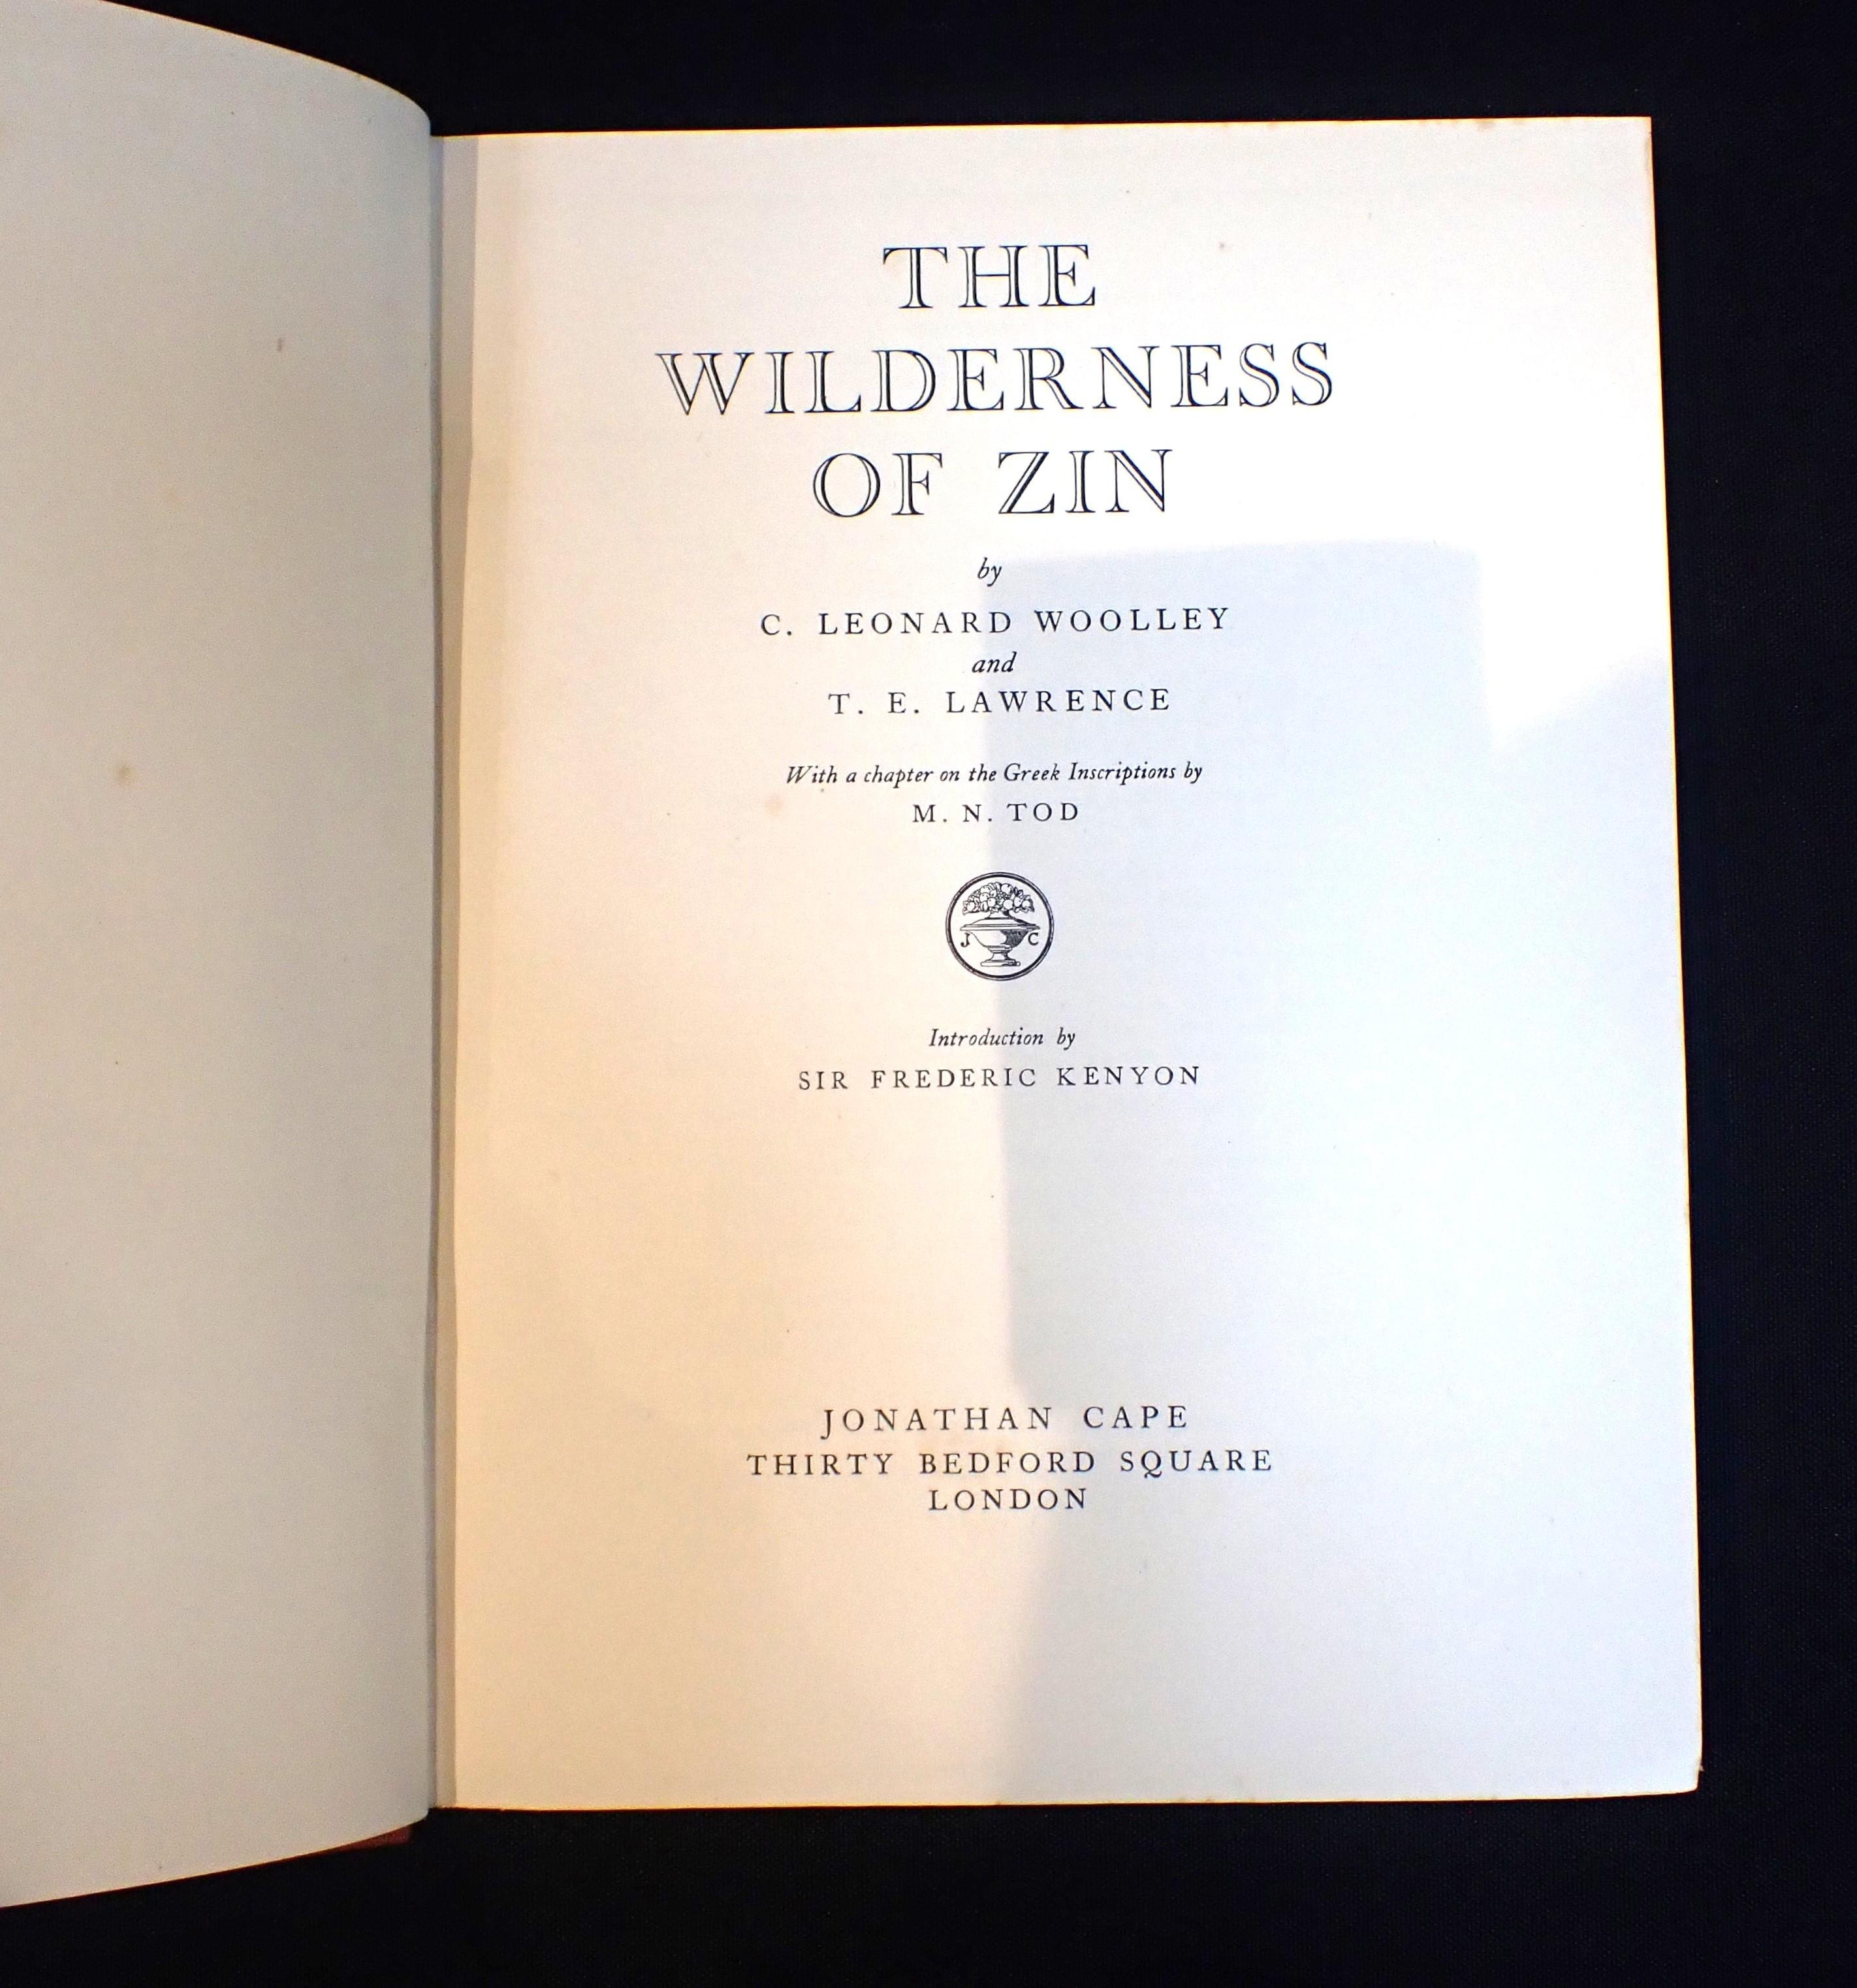 THE
WILDERNESS
OF ZIN
by
C. LEONARD WOOLLEY
and
T. E. LAWRENCE
With a chapter on the Greek Inscriptions by
M. N. TOD
J C
Introduction by
SIR FREDERIC KENYON
JONATHAN CAPE
THIRTY BEDFORD SQUARE
LONDON